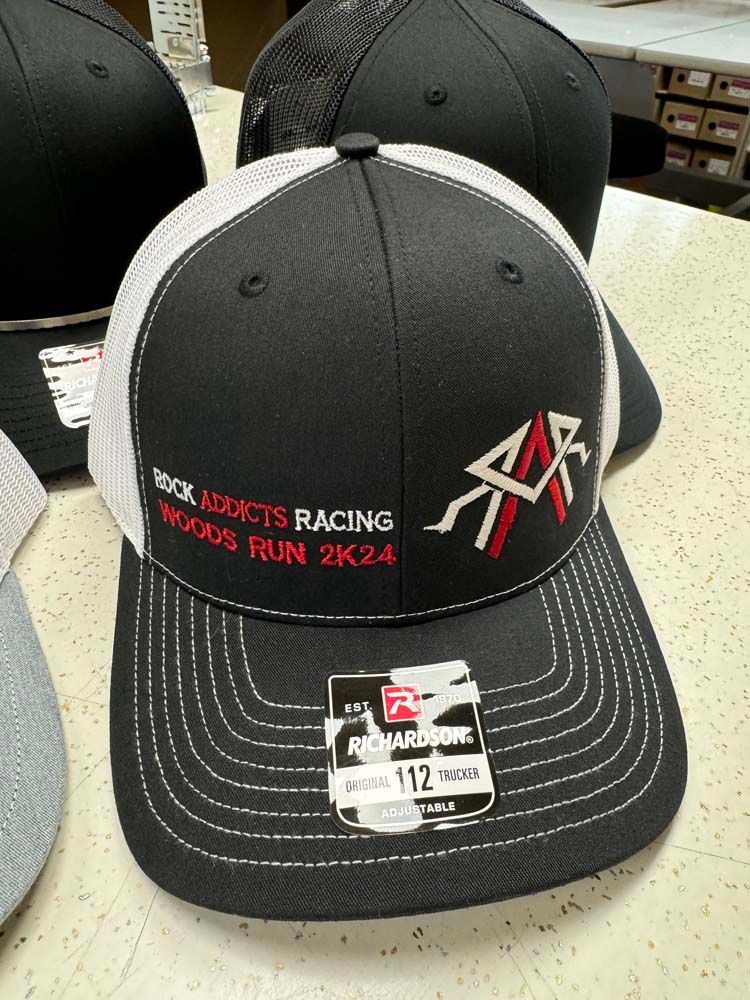 ROCK ADDICTS RACING
WOODS RUN 2K24
EST. R 1970
RICHARDSON®
ORIGINAL 112 TRUCKER
ADJUSTABLE